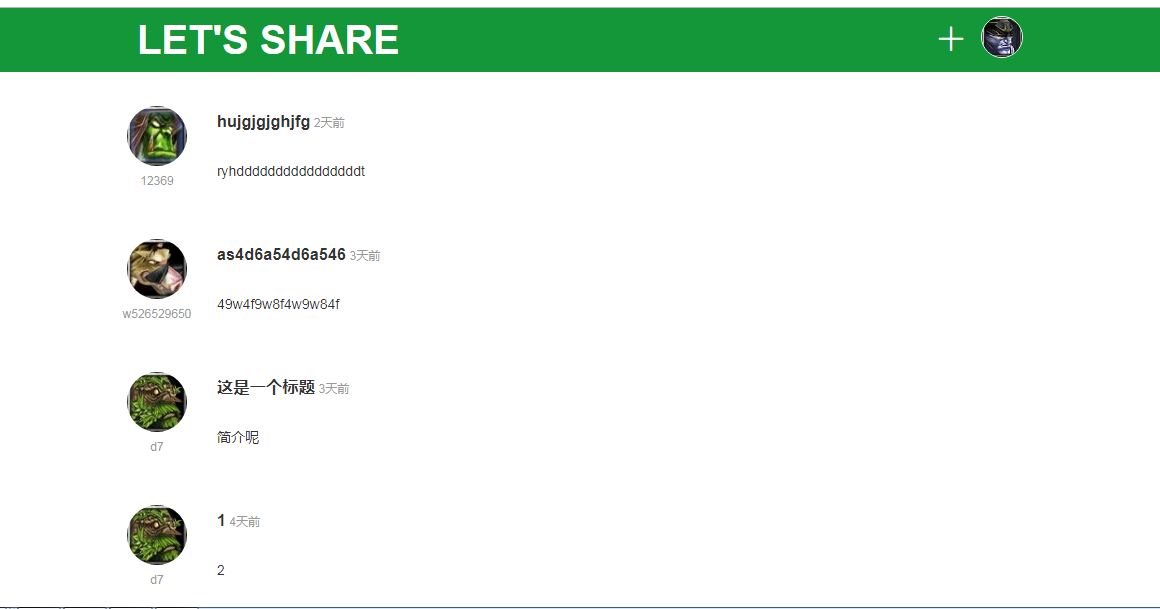 LET'S SHARE
hujgjgjghjfg 2天前
ryhddddddddddddddddt
12369
as4d6a54d6a546 3天前
49w4f9w8f4w9w84f
w526529650
这是一个标题 3天前
简介呢
d7
1 4天前
2
d7